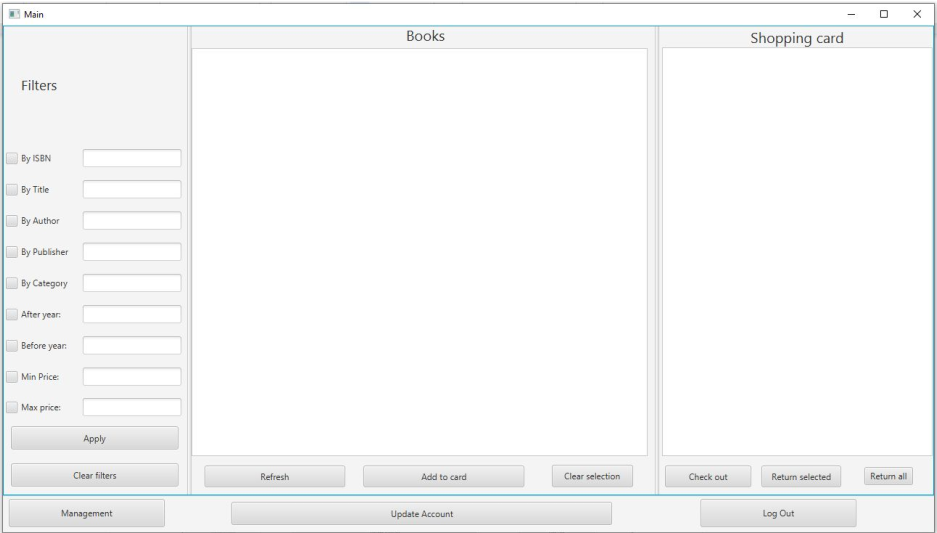 Main
Books
Shopping card
Filters
By ISBN
By Title
By Author
By Publisher
By Category
After year:
Before year:
Min Price:
Max price:
Apply
Clear filters
Refresh
Add to card
Clear selection
Check out
Return selected
Return all
Management
Update Account
Log Out